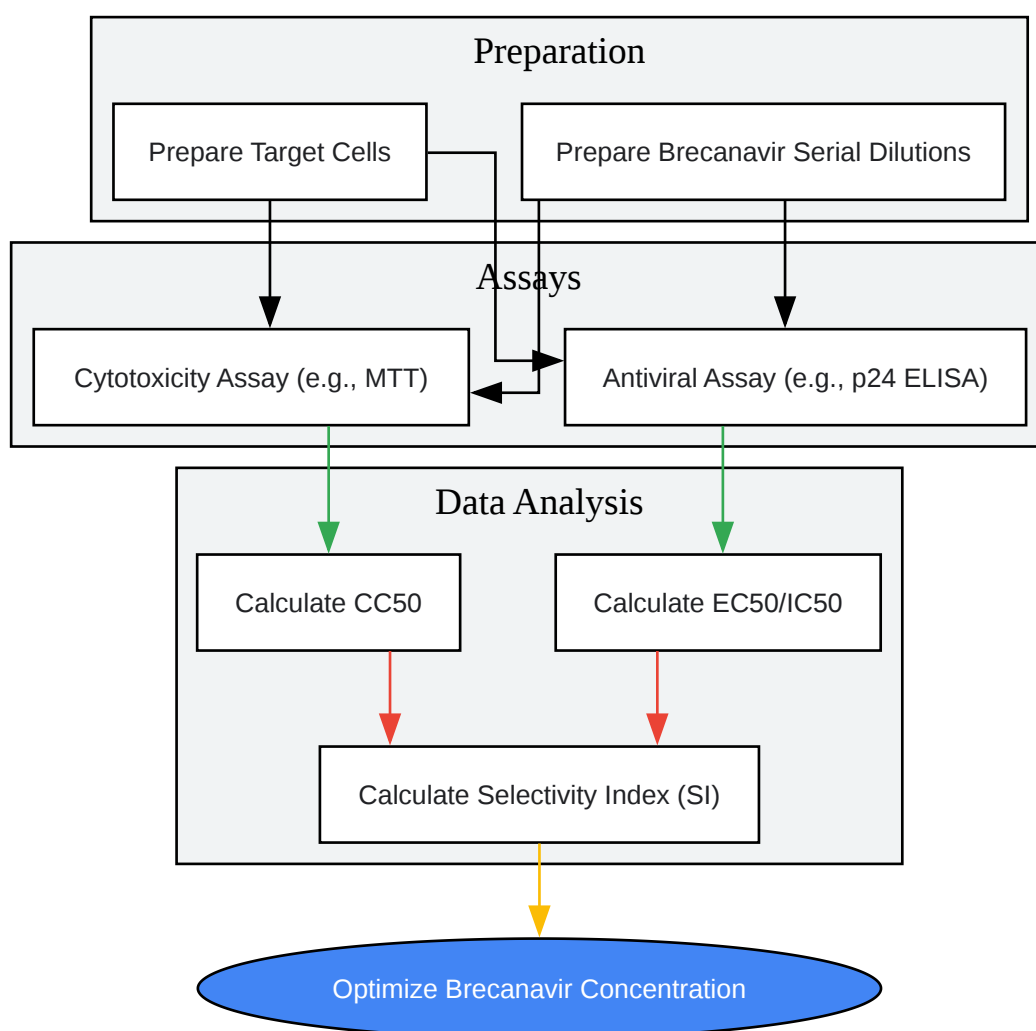 Preparation
Prepare Target Cells
Prepare Brecanavir Serial Dilutions
Assays
Cytotoxicity Assay (e.g., MTT)
Antiviral Assay (e.g., p24 ELISA)
Data Analysis
Calculate CC50
Calculate EC50/IC50
Calculate Selectivity Index (SI)
Optimize Brecanavir Concentration